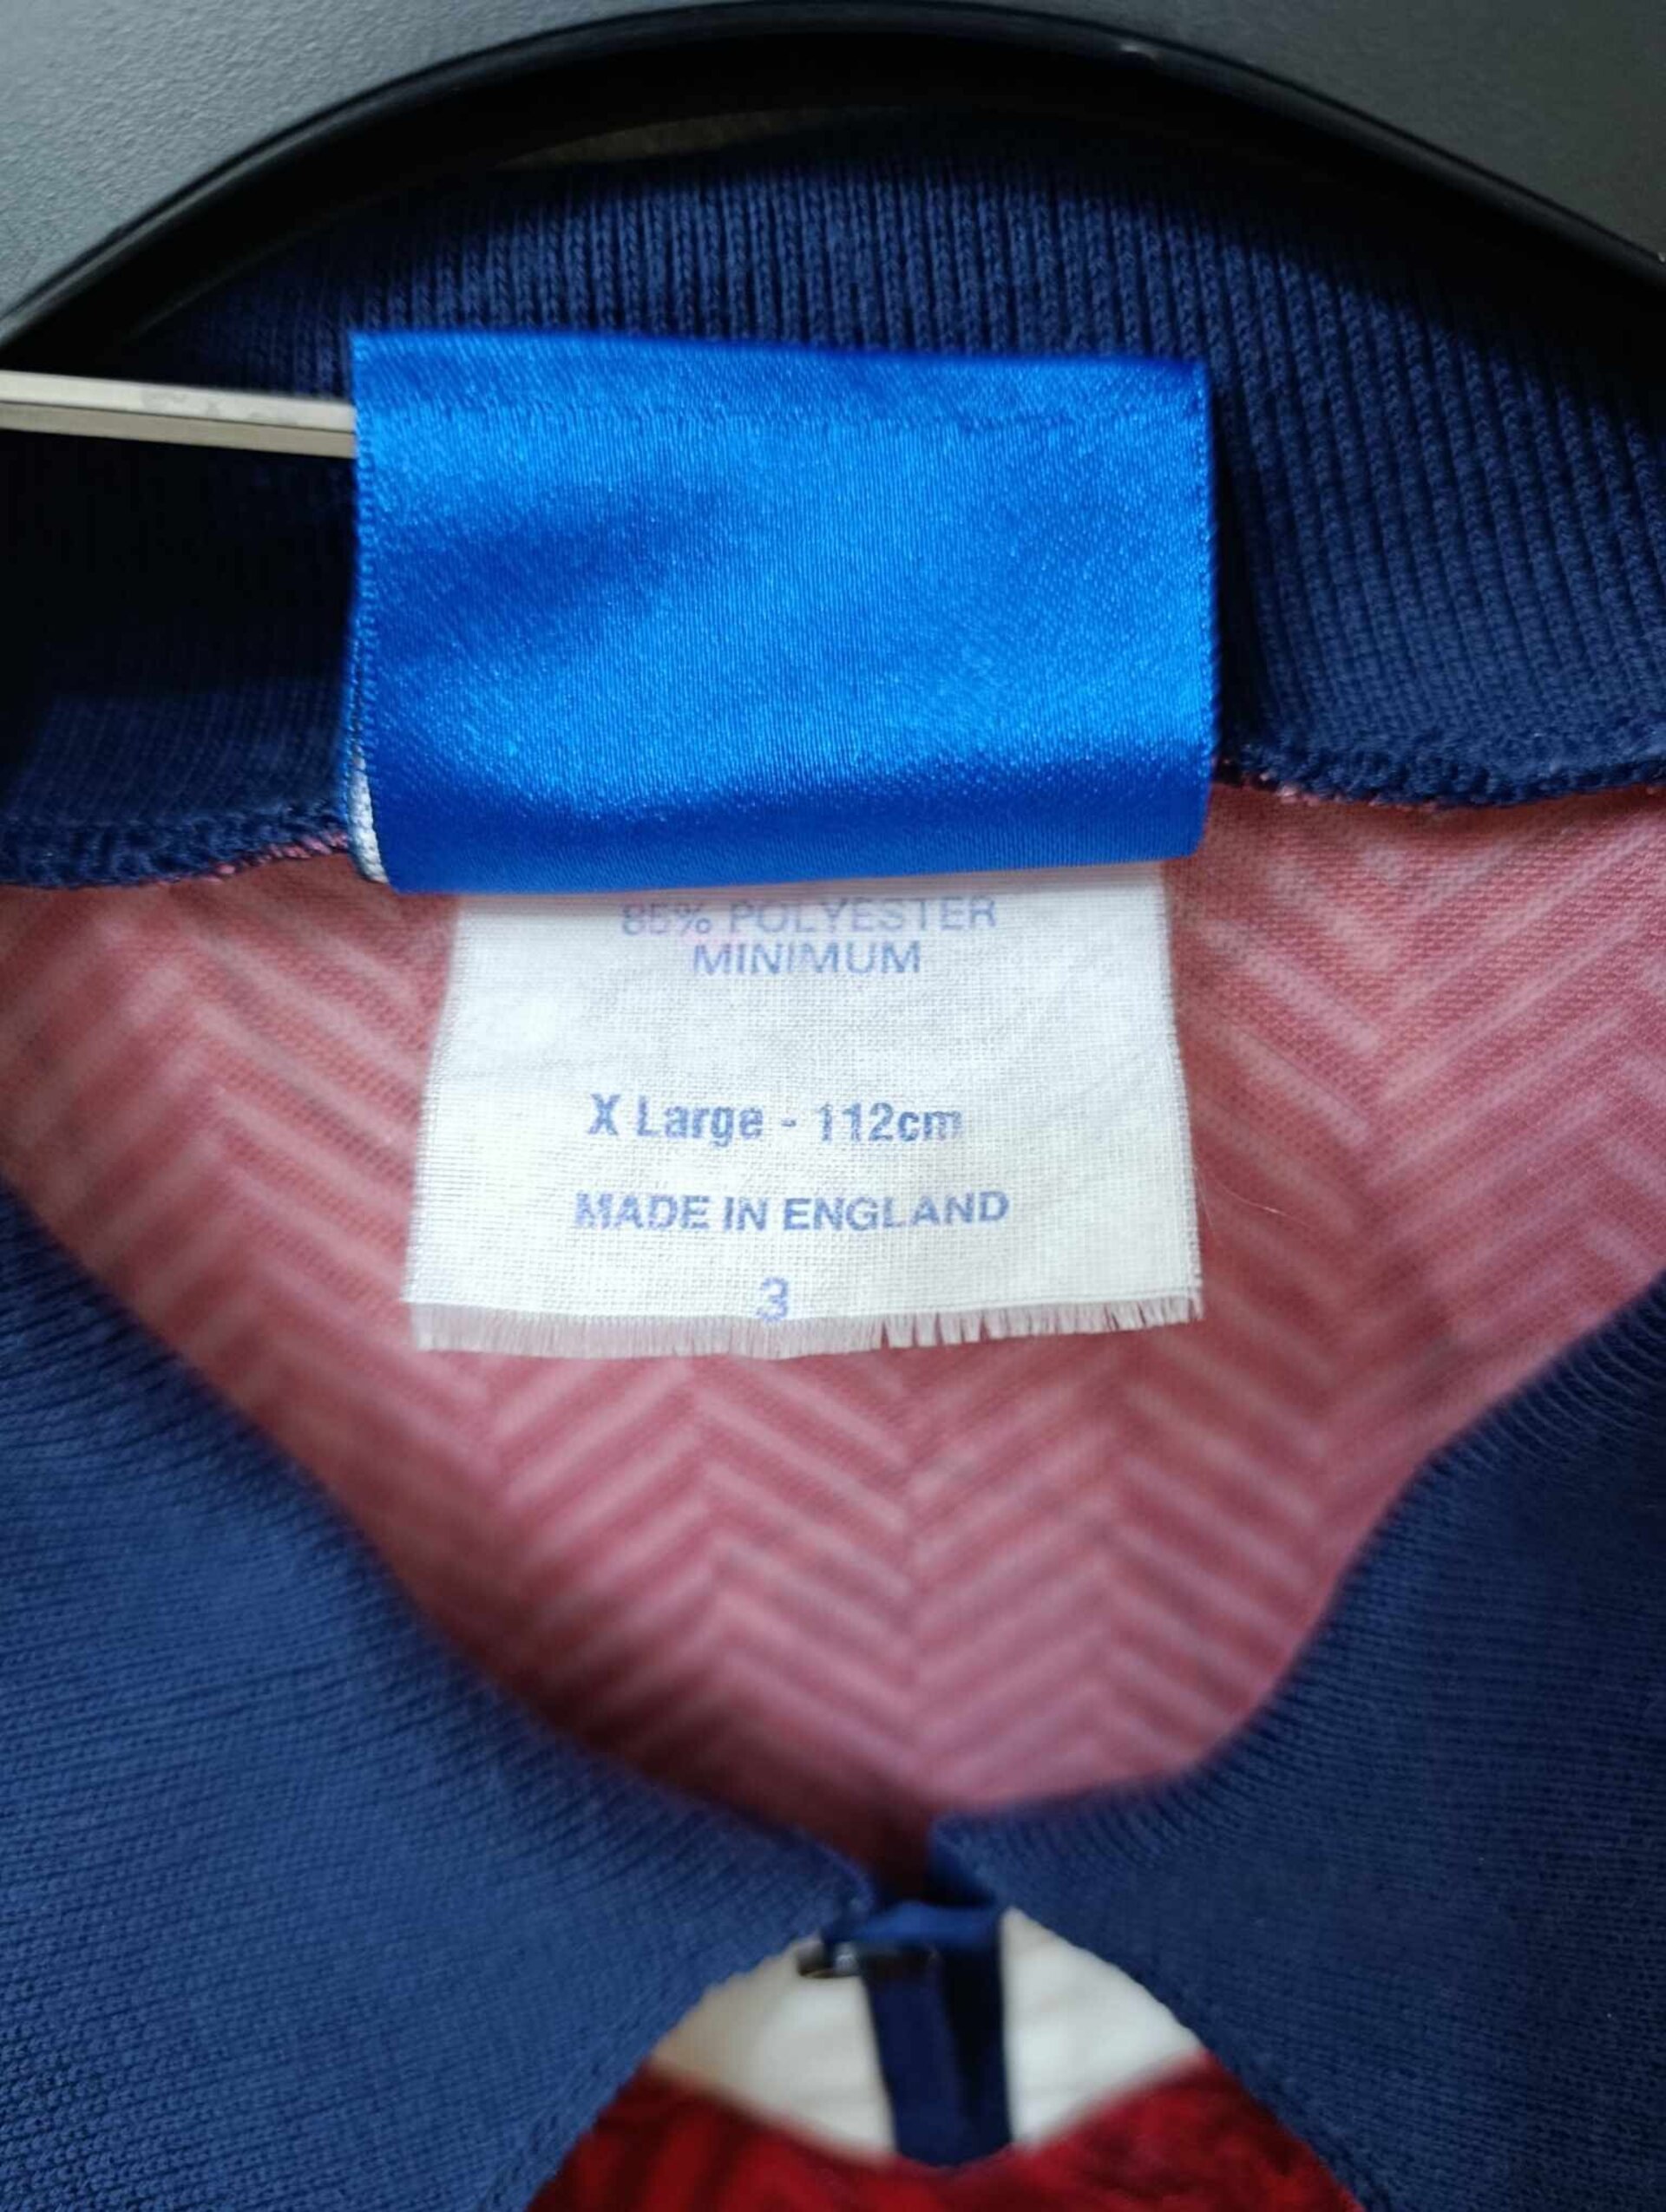 85% POLYESTER
MINIMUM
X Large - 112cm
MADE IN ENGLAND
3